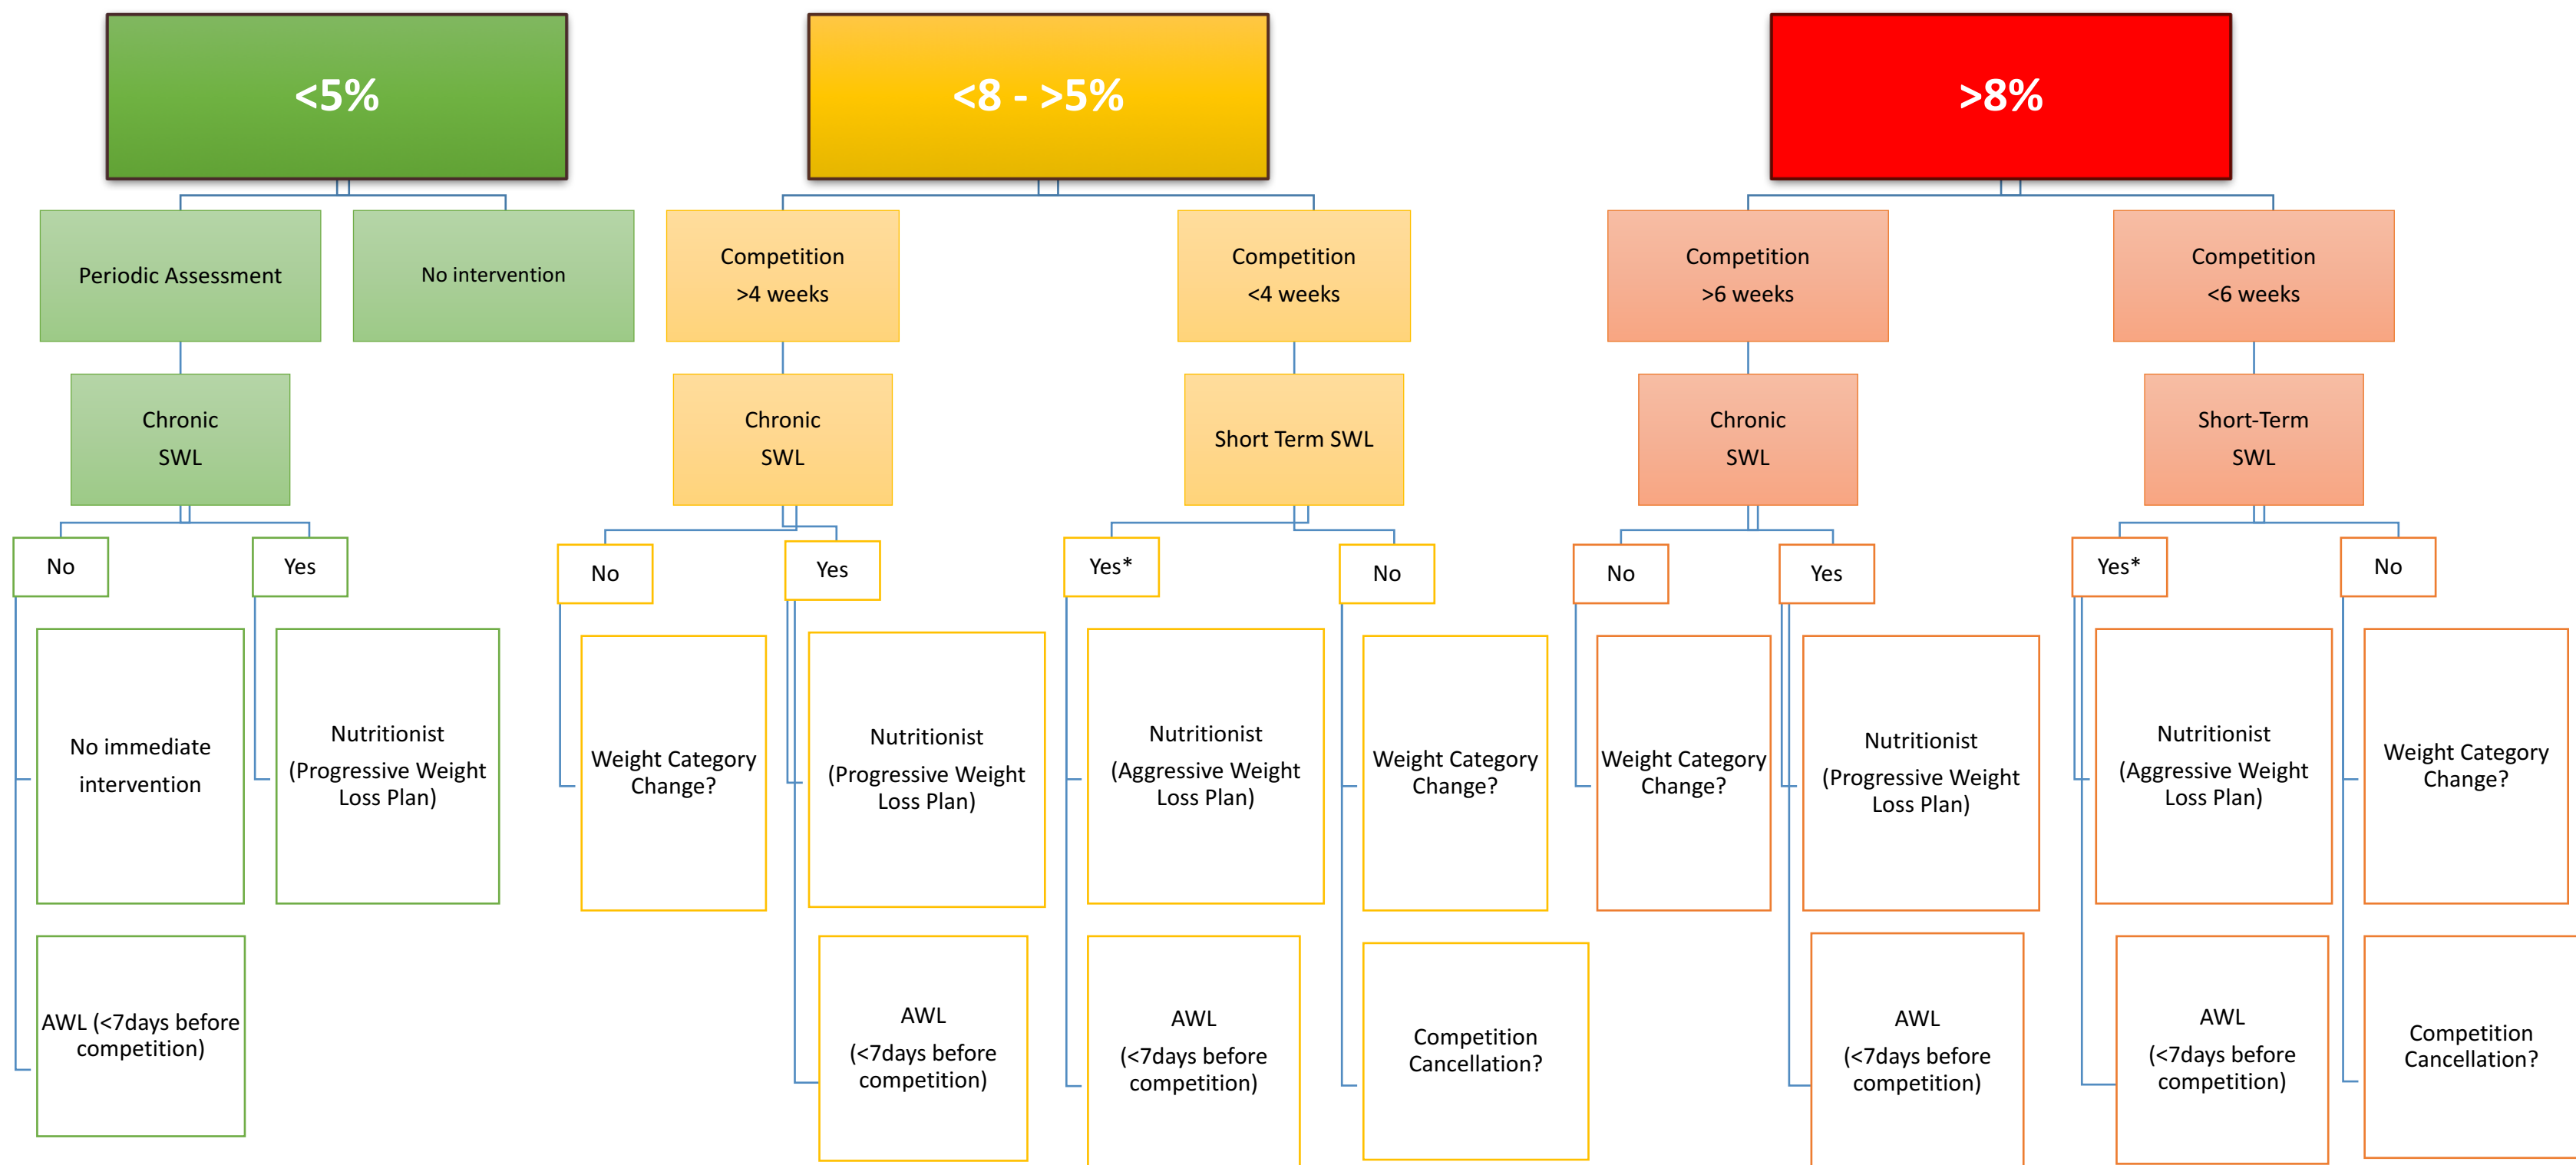 <5%
<8 - >5%
>8%
Periodic Assessment
No intervention
Competition
>4 weeks
Competition
<4 weeks
Competition
>6 weeks
Competition
<6 weeks
Chronic
SWL
Chronic
SWL
Short Term SWL
Chronic
SWL
Short-Term
SWL
No
Yes
No
Yes
Yes*
No
No
Yes
Yes*
No
No immediate
intervention
Nutritionist
(Progressive Weight
Loss Plan)
Weight Category
Change?
Nutritionist
(Progressive Weight
Loss Plan)
Nutritionist
(Aggressive Weight
Loss Plan)
Weight Category
Change?
Weight Category
Change?
Nutritionist
(Progressive Weight
Loss Plan)
Nutritionist
(Aggressive Weight
Loss Plan)
Weight Category
Change?
AWL (<7days before
competition)
AWL
(<7days before
competition)
AWL
(<7days before
competition)
Competition
Cancellation?
AWL
(<7days before
competition)
AWL
(<7days before
competition)
Competition
Cancellation?